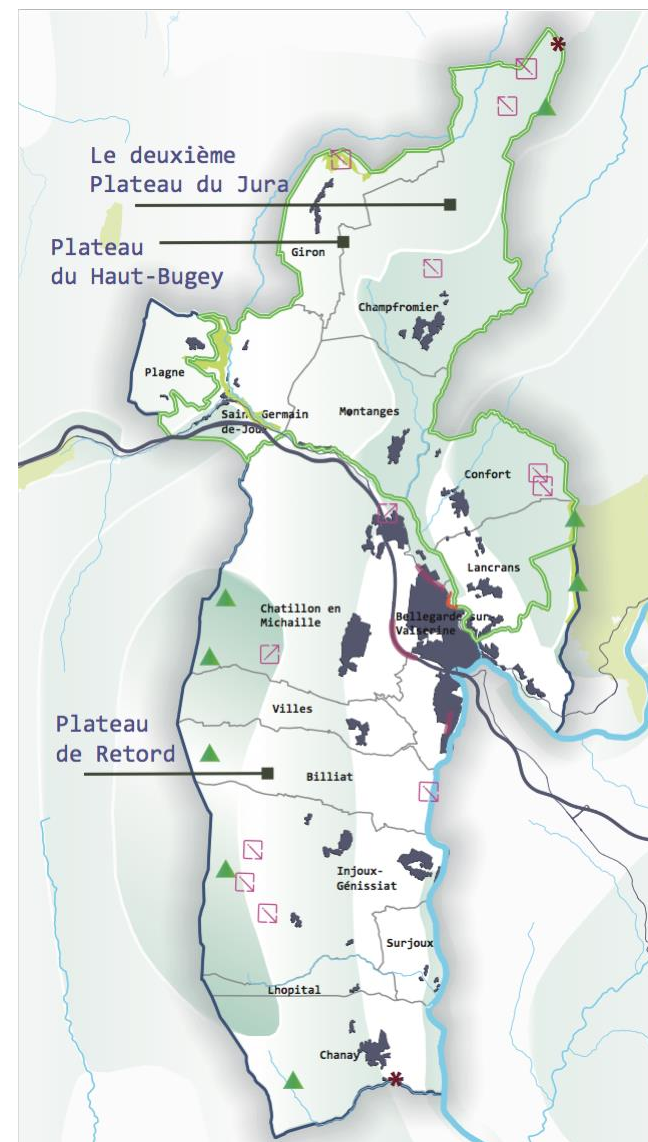 Le deuxième
Plateau du Jura
Plateau
du Haut-Bugey
Giron
Champfromier
Plagne
Saint Germain
de-Joux
Montanges
Confort
Lancrans
Bellegarde sur
Valserine
Chatillon en
Michaille
Villes
Plateau
de Retord
Billiat
Injoux-
Génissiat
Surjoux
Lhopital
Chanay